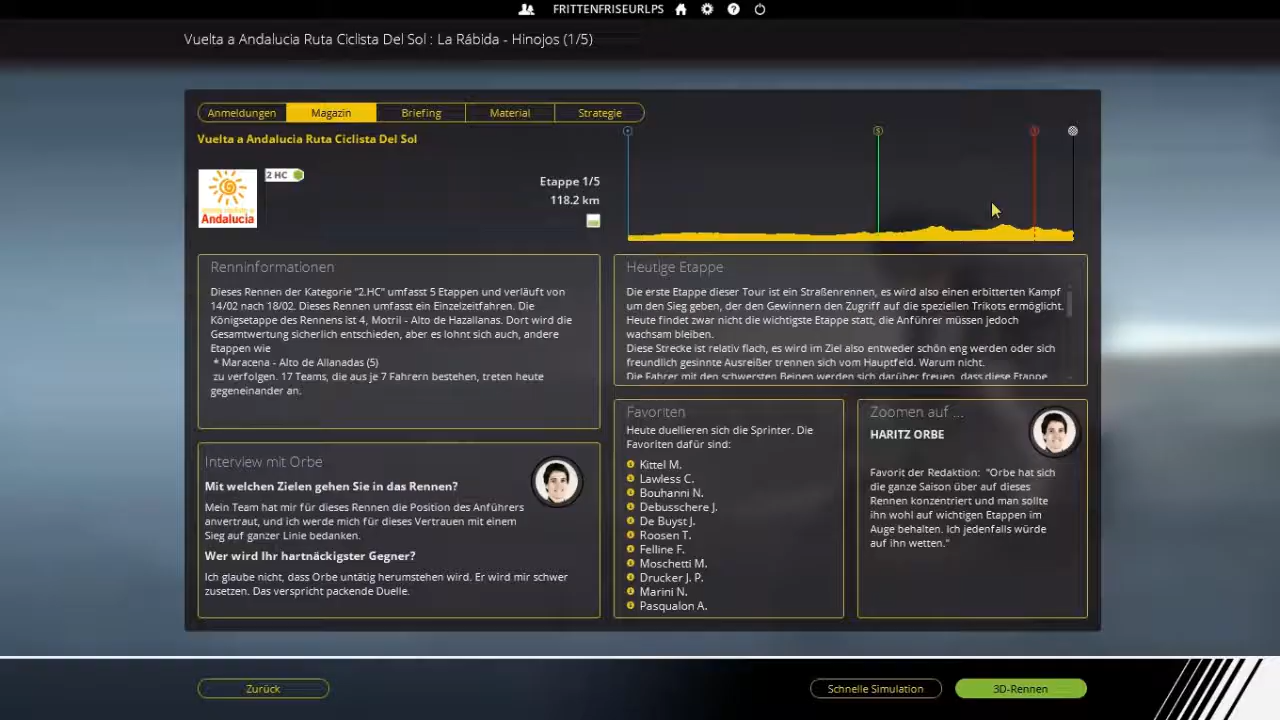 FRITTENFRISEURLPS
Vuelta a Andalucia Ruta Ciclista Del Sol : La Rábida - Hinojos (1/5)
Anmeldungen
Magazin
Briefing
Material
Strategie
Vuelta a Andalucia Ruta Ciclista Del Sol
2 HC
Andalucia
Etappe 1/5
118.2 km
S
Renninformationen
Dieses Rennen der Kategorie "2.HC" umfasst 5 Etappen und verläuft von
14/02 nach 18/02. Dieses Rennen umfasst ein Einzelzeitfahren. Die
Königsetappe des Rennens ist 4, Motril - Alto de Hazallanas. Dort wird die
Gesamtwertung sicherlich entschieden, aber es lohnt sich auch, andere
Etappen wie
* Maracena - Alto de Allanadas (5)
zu verfolgen. 17 Teams, die aus je 7 Fahrern bestehen, treten heute
gegeneinander an.
Heutige Etappe
Die erste Etappe dieser Tour ist ein Straßenrennen, es wird also einen erbitterten Kampf
um den Sieg geben, der den Gewinnern den Zugriff auf die speziellen Trikots ermöglicht.
Heute findet zwar nicht die wichtigste Etappe statt, die Anführer müssen jedoch
wachsam bleiben.
Diese Strecke ist relativ flach, es wird im Ziel also entweder schön eng werden oder sich
freundlich gesinnte Ausreißer trennen sich vom Hauptfeld. Warum nicht.
Die Fahrer mit den schwersten Beinen werden sich darüber freuen, dass diese Etappe
Interview mit Orbe
Mit welchen Zielen gehen Sie in das Rennen?
Mein Team hat mir für dieses Rennen die Position des Anführers
anvertraut, und ich werde mich für dieses Vertrauen mit einem
Sieg auf ganzer Linie bedanken.
Wer wird Ihr hartnäckigster Gegner?
Ich glaube nicht, dass Orbe untätig herumstehen wird. Er wird mir schwer
zusetzen. Das verspricht packende Duelle.
Favoriten
Heute duellieren sich die Sprinter. Die
Favoriten dafür sind:
Kittel M.
Lawless C.
Bouhanni N.
Debusschere J.
De Buyst J.
Roosen T.
Felline F.
Moschetti M.
Drucker J. P.
Marini N.
Pasqualon A.
Zoomen auf ...
HARITZ ORBE
Favorit der Redaktion: "Orbe hat sich
die ganze Saison über auf dieses
Rennen konzentriert und man sollte
ihn wohl auf wichtigen Etappen im
Auge behalten. Ich jedenfalls würde
auf ihn wetten."
Zurück
Schnelle Simulation
3D-Rennen